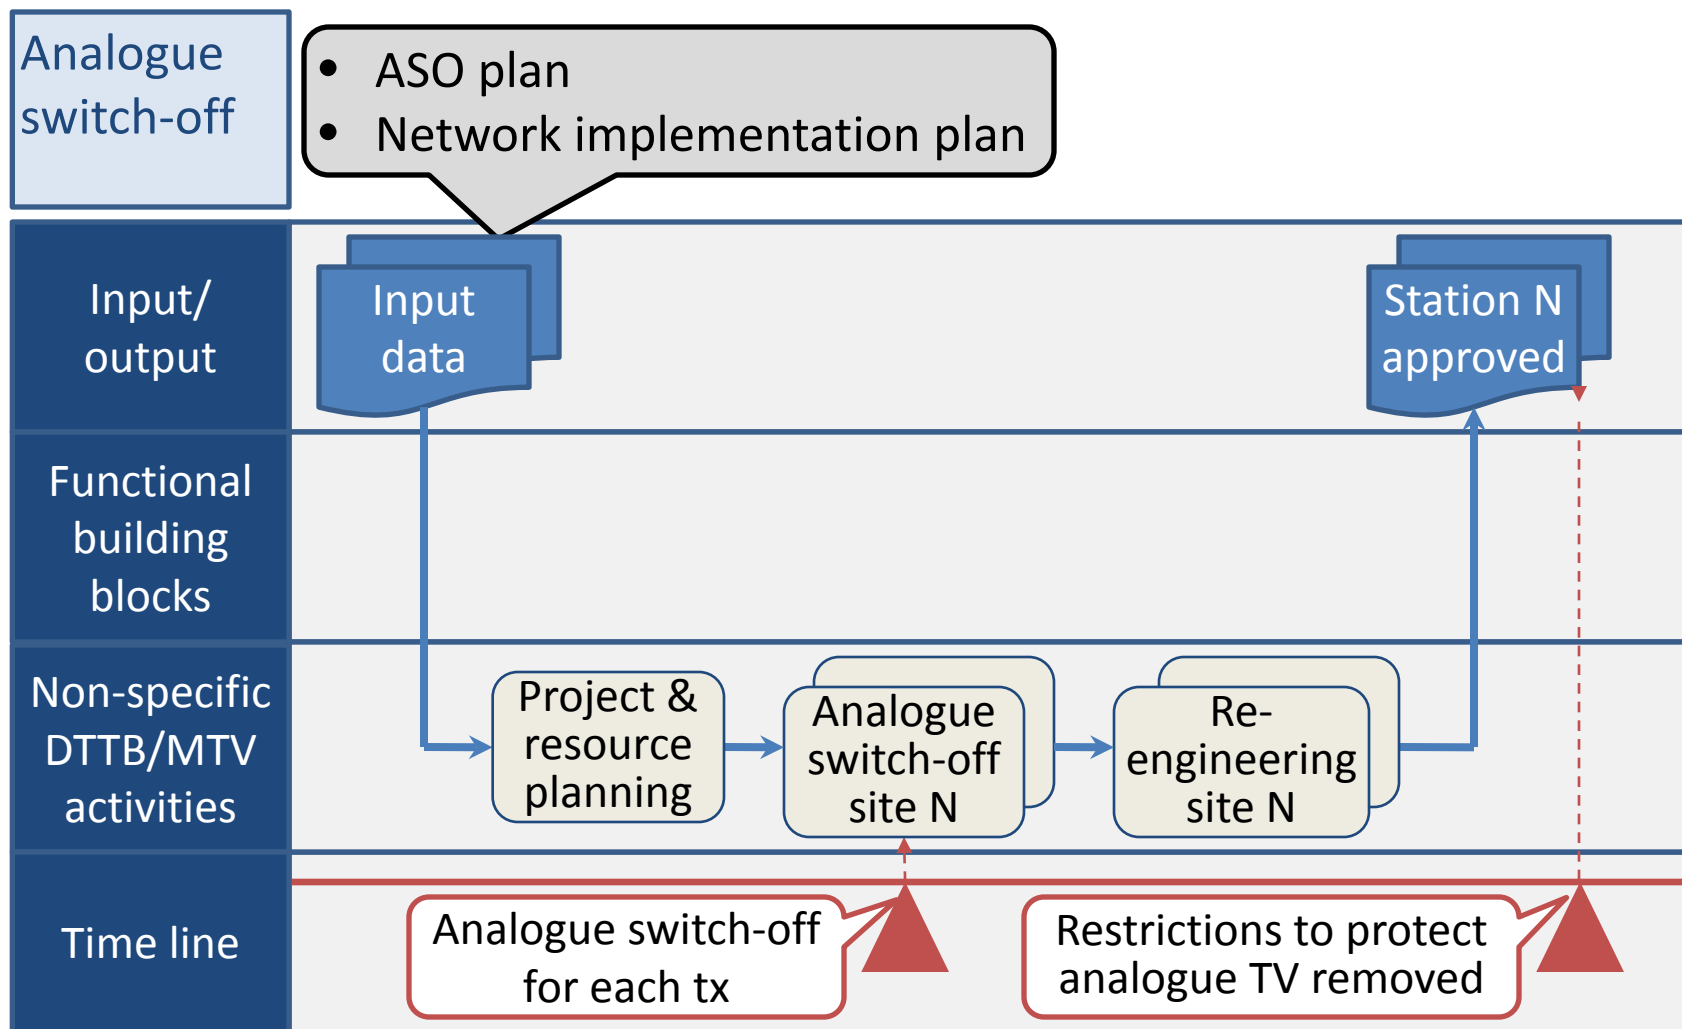 Analogue
switch-off
• ASO plan
• Network implementation plan
Input/
output
Input
data
Station N
approved
Functional
building
blocks
Non-specific
DTTB/MTV
activities
Project &
resource
planning
Analogue
switch-off
site N
Re-
engineering
site N
Time line
Analogue switch-off
for each tx
Restrictions to protect
analogue TV removed